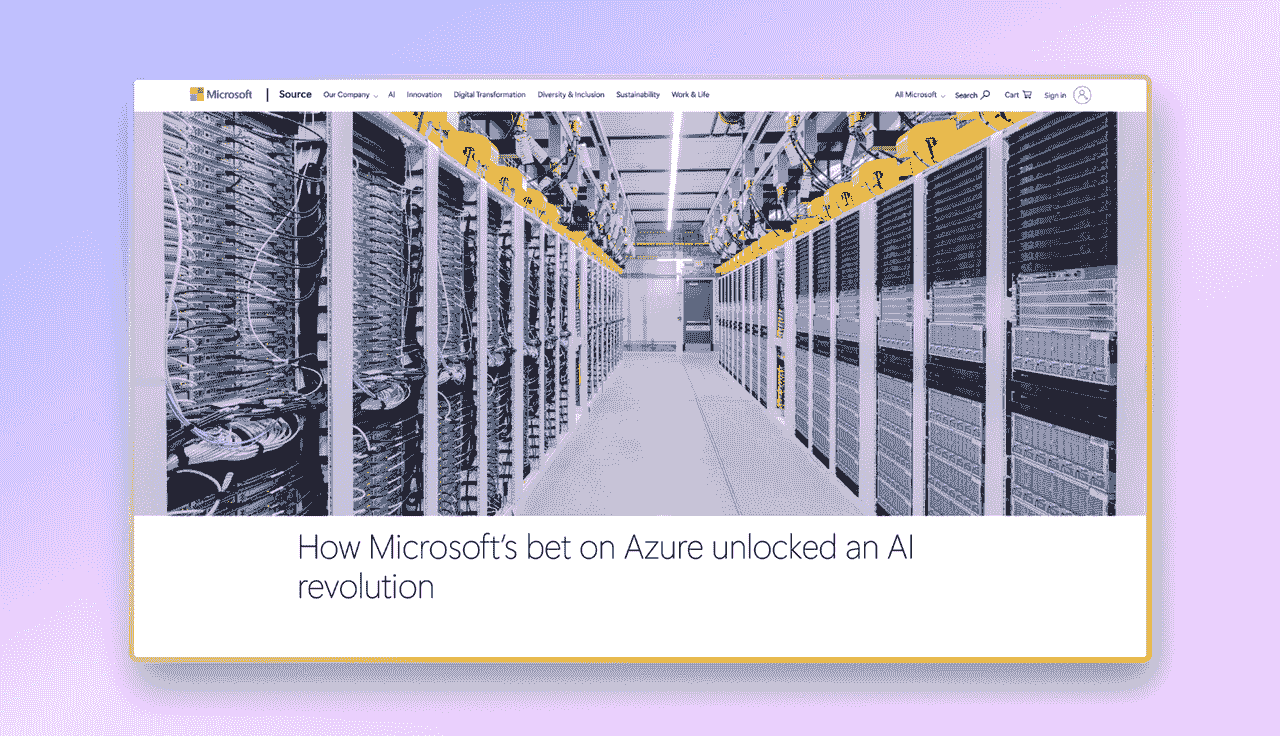 Microsoft | Source Our Company AI Innovation Digital Transformation Diversity & Inclusion Sustainability Work & Life All Microsoft Search Cart Sign in
How Microsoft's bet on Azure unlocked an AI
revolution